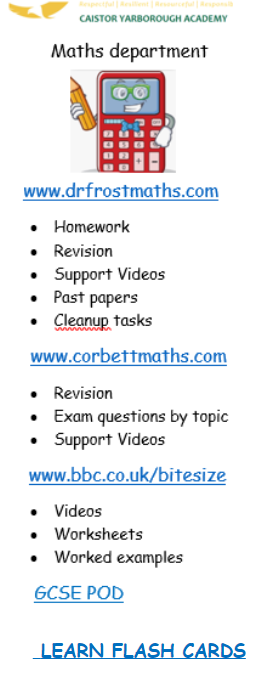 Respectful | Resilient | Resourceful | Responsib
CAISTOR YARBOROUGH ACADEMY
Maths department
www.drfrostmaths.com
• Homework
• Revision
• Support Videos
• Past papers
• Cleanup tasks
www.corbettmaths.com
• Revision
• Exam questions by topic
• Support Videos
www.bbc.co.uk/bitesize
• Videos
• Worksheets
• Worked examples
GCSE POD
LEARN FLASH CARDS